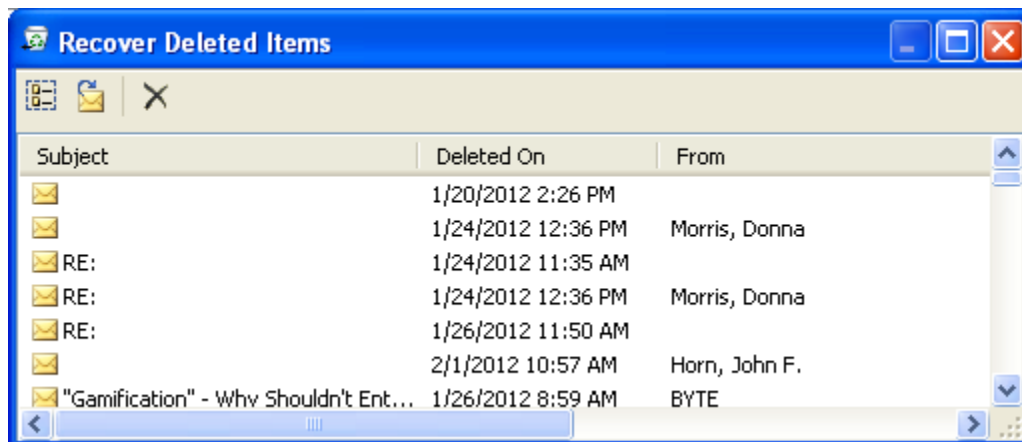 Recover Deleted Items
Subject Deleted On From
1/20/2012 2:26 PM
1/24/2012 12:36 PM Morris, Donna
RE: 1/24/2012 11:35 AM
RE: 1/24/2012 12:36 PM Morris, Donna
RE: 1/26/2012 11:50 AM
2/1/2012 10:57 AM Horn, John F.
"Gamification" - Why Shouldn't Ent... 1/26/2012 8:59 AM BYTE